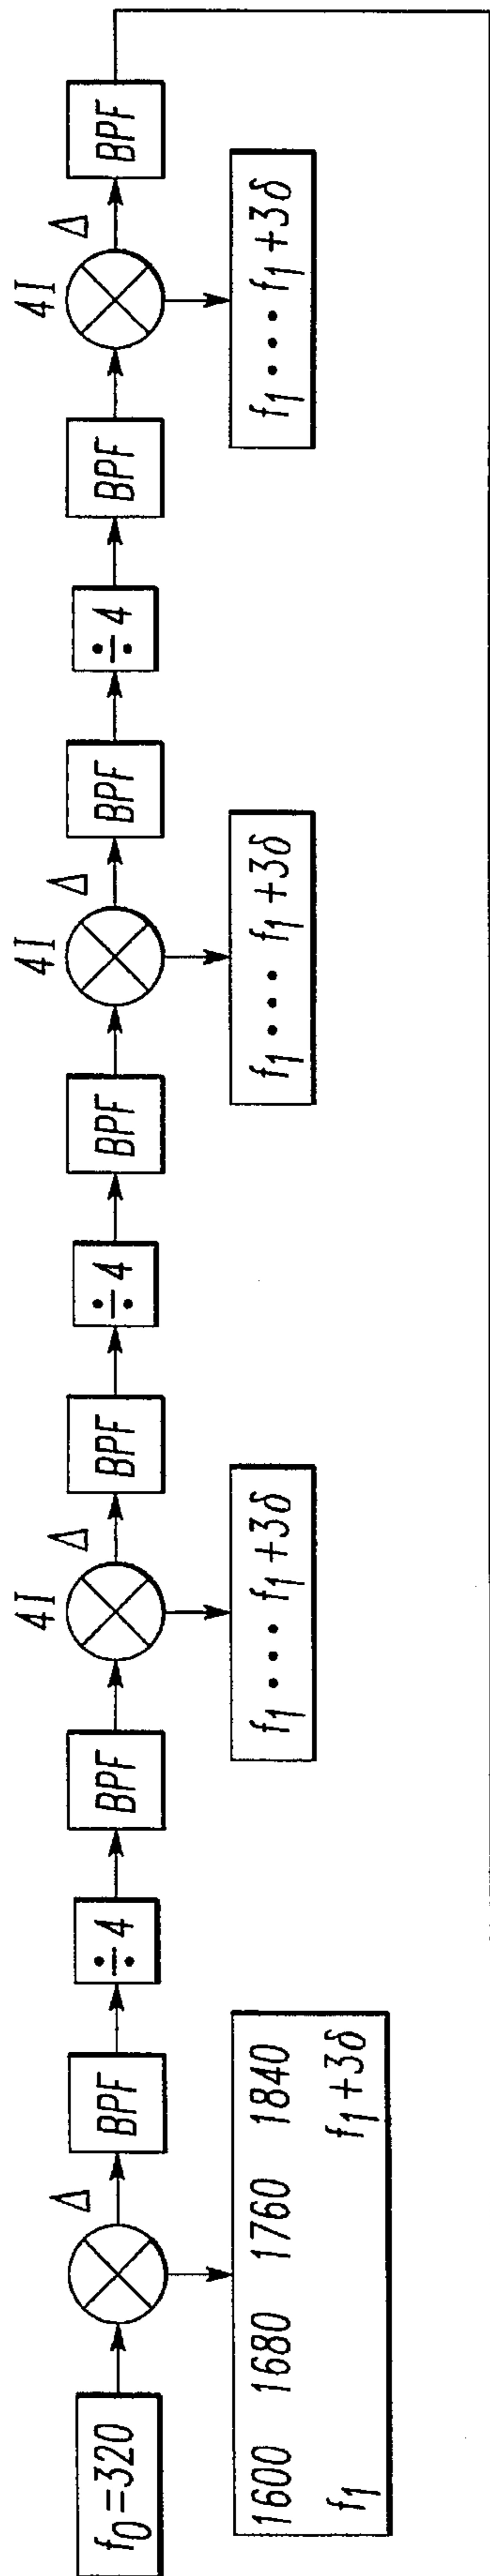 f₀=320
Δ
BPF
÷4
BPF
4I
Δ
BPF
÷4
BPF
4I
Δ
BPF
÷4
BPF
4I
Δ
BPF
1600 1680 1760 1840
f₁ f₁+3δ
f₁ ••• f₁+3δ
f₁ ••• f₁+3δ
f₁ ••• f₁+3δ